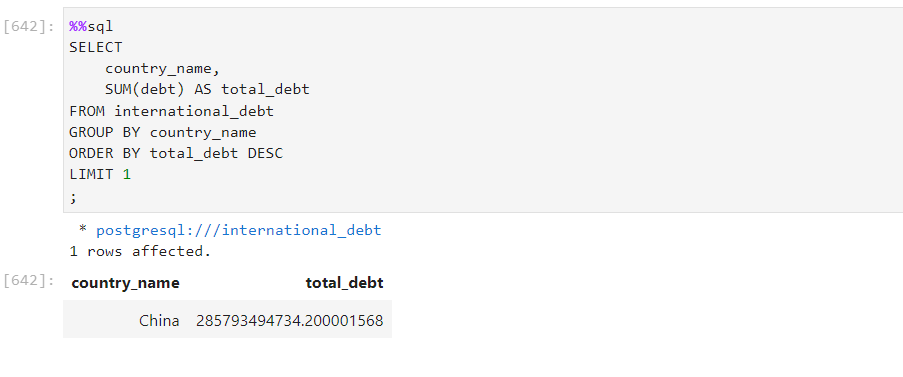 [642]: %%sql
SELECT
    country_name,
    SUM(debt) AS total_debt
FROM international_debt
GROUP BY country_name
ORDER BY total_debt DESC
LIMIT 1
;
* postgresql:///international_debt
1 rows affected.
[642]: country_name total_debt
China 285793494734.200001568